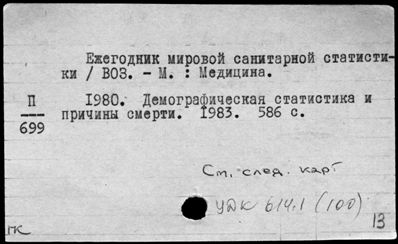 Ежегодник мировой санитарной статисти-
ки / ВОЗ. - М. : Медицина.
П
699
1980. Демографическая статистика и
причины смерти. 1983. 586 с.
См. след. карт
УДК 614.1 (100)
13
пк